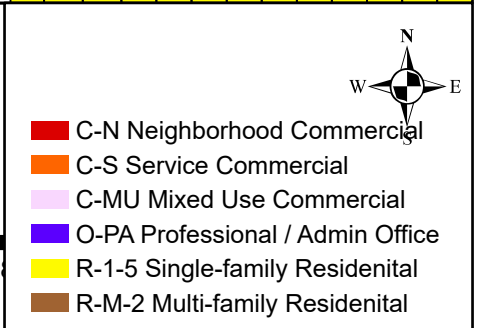 N
W E
S
C-N Neighborhood Commercial
C-S Service Commercial
C-MU Mixed Use Commercial
O-PA Professional / Admin Office
R-1-5 Single-family Residenital
R-M-2 Multi-family Residenital